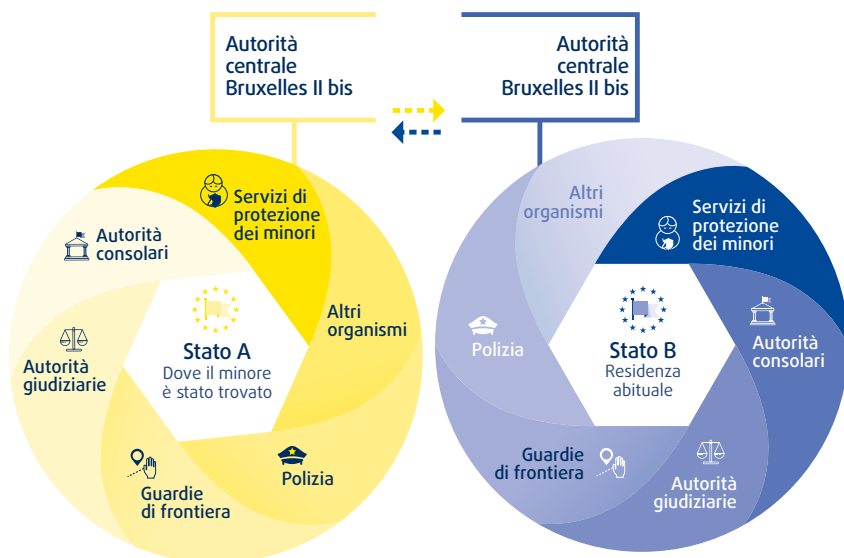 Autorità
centrale
Bruxelles II bis
Autorità
centrale
Bruxelles II bis
Servizi di
protezione
dei minori
Autorità
consolari
Altri
organismi
Stato A
Dove il minore
è stato trovato
Autorità
giudiziarie
Polizia
Guardie
di frontiera
Altri
organismi
Servizi di
protezione
dei minori
Polizia
Stato B
Residenza
abituale
Autorità
consolari
Guardie
di frontiera
Autorità
giudiziarie